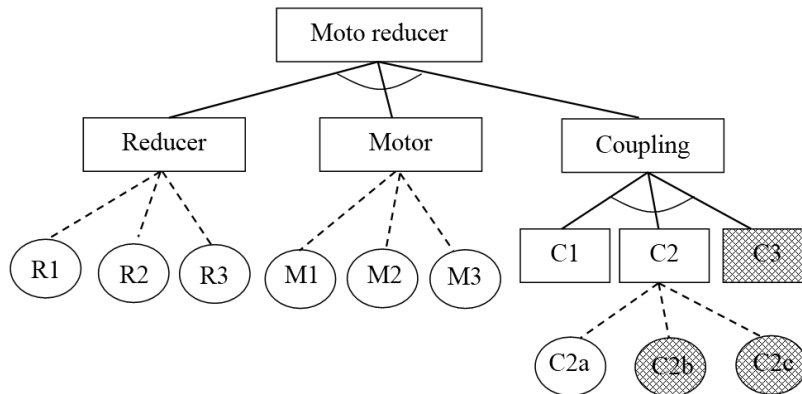 Moto reducer
Reducer
Motor
Coupling
R1
R2
R3
M1
M2
M3
C1
C2
C3
C2a
C2b
C2c